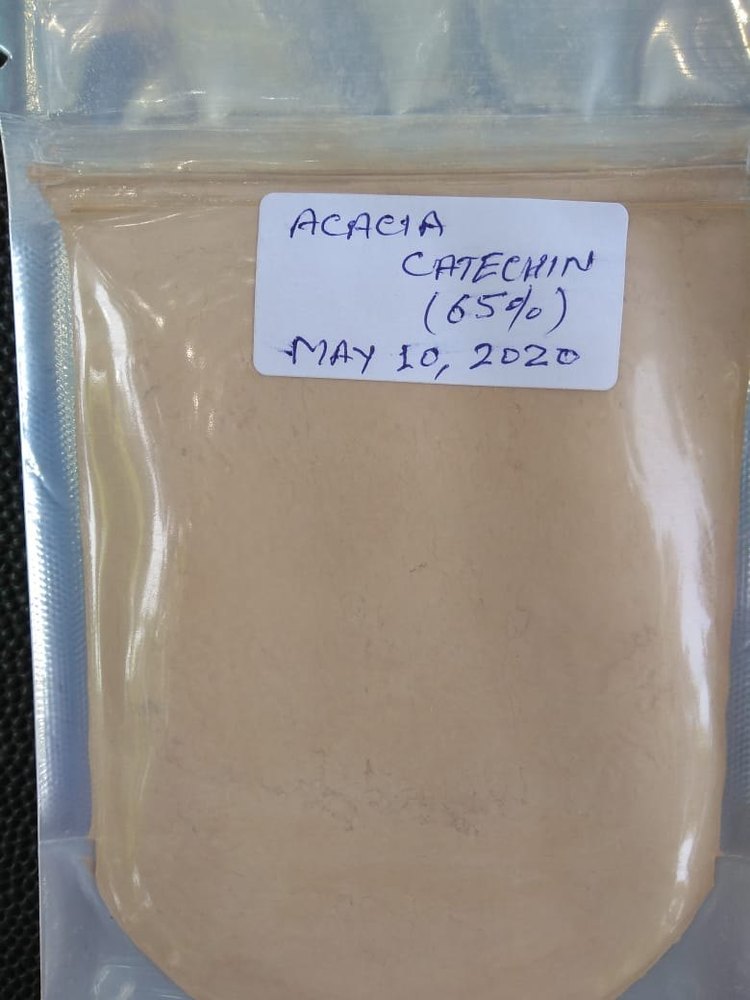 ACACIA
CATECHIN
(65%)
MAY 10, 2020